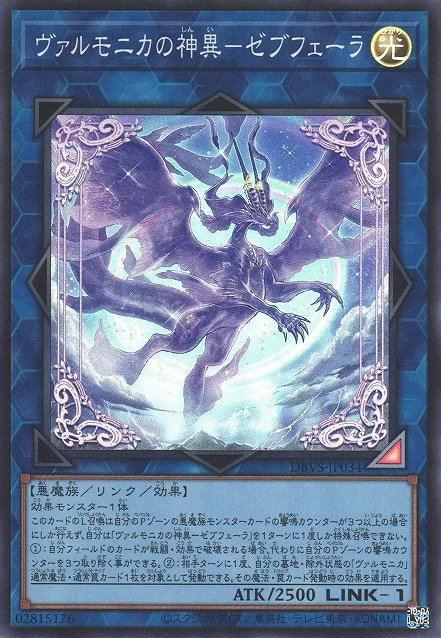 ヴァルモニカの神異－ゼブフェーラ
光
DBVS-JP034
【悪魔族／リンク／効果】
効果モンスター1体
このカードのL召喚は自分のPゾーンの悪魔族モンスターカードの響鳴カウンターが3つ以上の場合
にしか行えず、自分は「ヴァルモニカの神異－ゼブフェーラ」を1ターンに1度しか特殊召喚できない。
①：自分フィールドのカードが戦闘・効果で破壊される場合、代わりに自分のPゾーンの響鳴カウン
ターを3つ取り除く事ができる。②：相手ターンに1度、自分の墓地・除外状態の「ヴァルモニカ」
通常魔法・通常罠カード1枚を対象として発動できる。その魔法・罠カード発動時の効果を適用する。
ATK/2500 LINK-1
02815176
©スタジオ・ダイス／集英社・テレビ東京・KONAMI